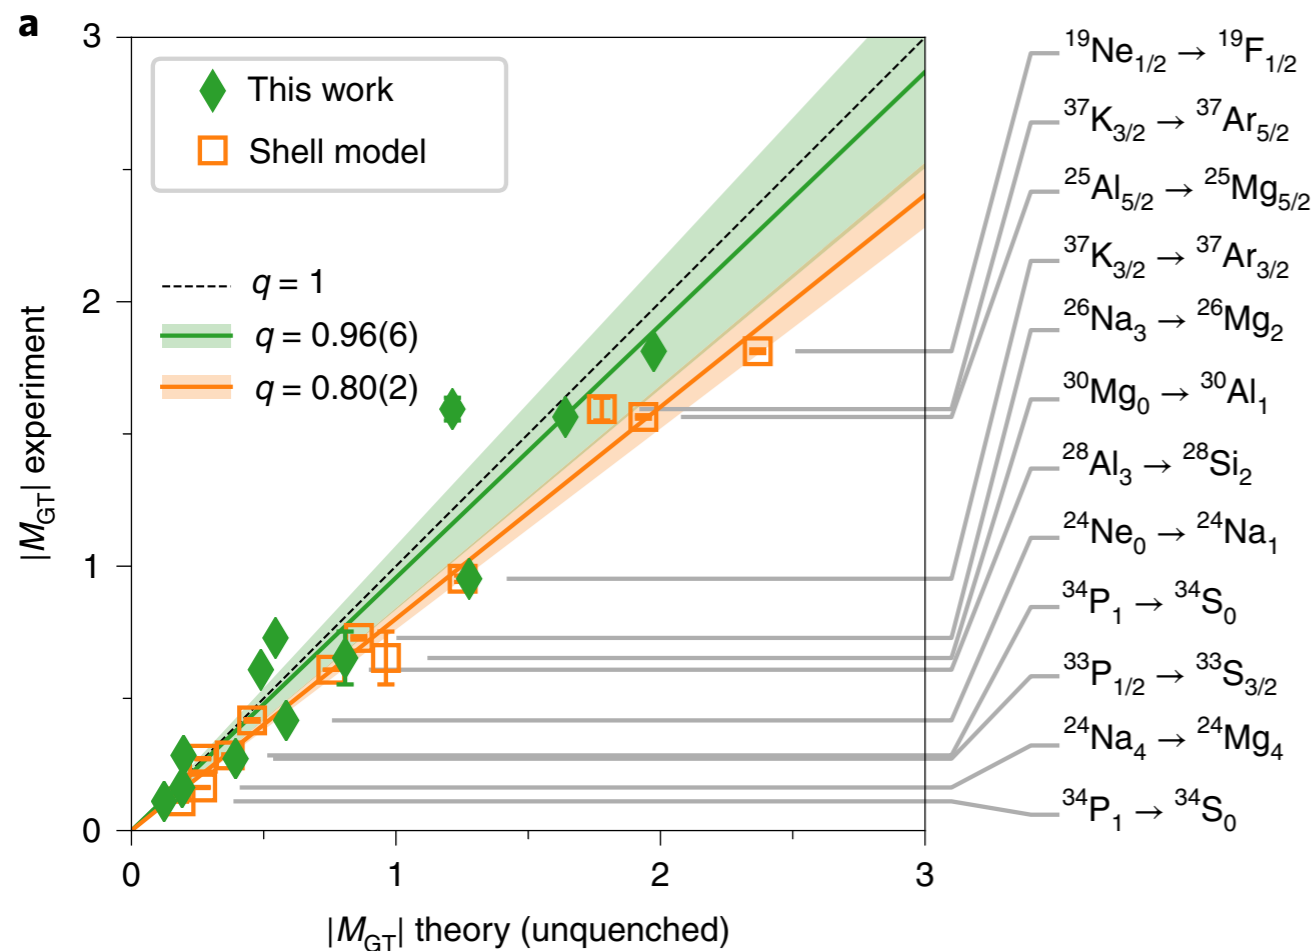 a
3
2
1
0
|M_GT| experiment
This work
Shell model
q = 1
q = 0.96(6)
q = 0.80(2)
0
1
2
3
|M_GT| theory (unquenched)
¹⁹Ne₁/₂ → ¹⁹F₁/₂
³⁷K₃/₂ → ³⁷Ar₅/₂
²⁵Al₅/₂ → ²⁵Mg₅/₂
³⁷K₃/₂ → ³⁷Ar₃/₂
²⁶Na₃ → ²⁶Mg₂
³⁰Mg₀ → ³⁰Al₁
²⁸Al₃ → ²⁸Si₂
²⁴Ne₀ → ²⁴Na₁
³⁴P₁ → ³⁴S₀
³³P₁/₂ → ³³S₃/₂
²⁴Na₄ → ²⁴Mg₄
³⁴P₁ → ³⁴S₀